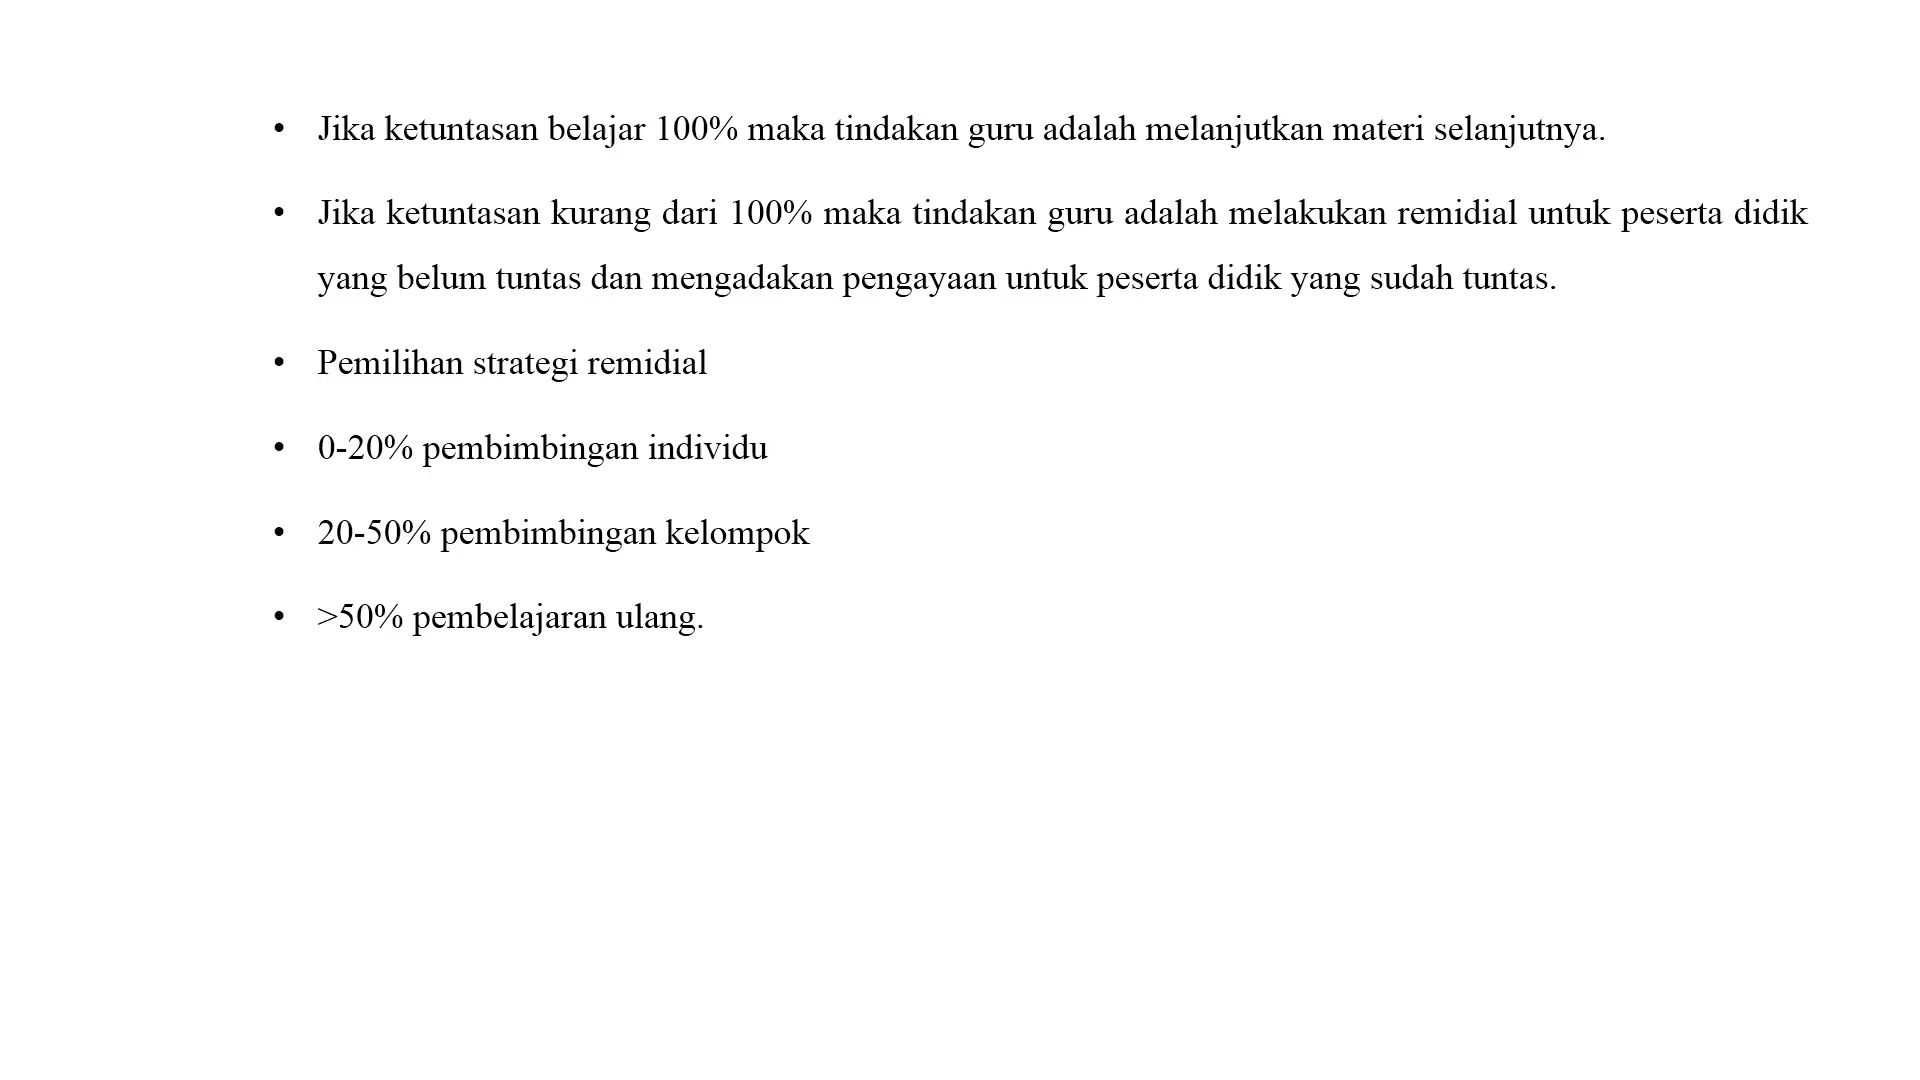 • Jika ketuntasan belajar 100% maka tindakan guru adalah melanjutkan materi selanjutnya.
• Jika ketuntasan kurang dari 100% maka tindakan guru adalah melakukan remidial untuk peserta didik
yang belum tuntas dan mengadakan pengayaan untuk peserta didik yang sudah tuntas.
• Pemilihan strategi remidial
• 0-20% pembimbingan individu
• 20-50% pembimbingan kelompok
• >50% pembelajaran ulang.